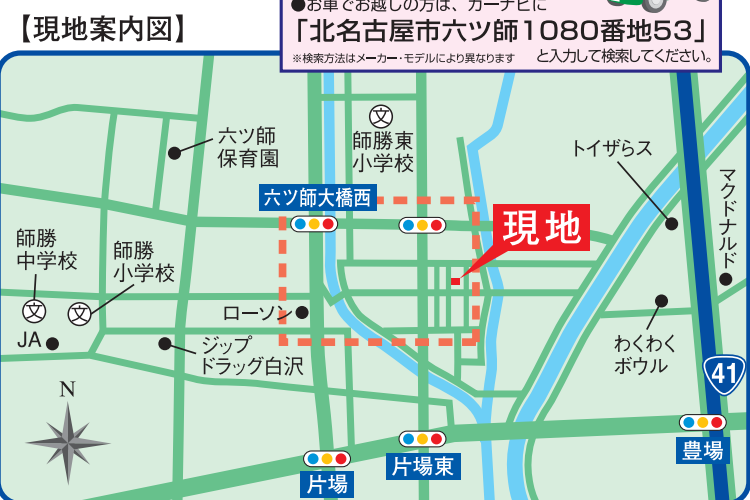 ●お車でお越しの方は、カーナビに
【現地案内図】
「北名古屋市六ツ師1080番地53」
※検索方法はメーカー・モデルにより異なります
と入力して検索してください。
文
六ツ師
保育園
師勝東
小学校
トイザらス
マクドナルド
六ツ師大橋西
現地
師勝
中学校
師勝
小学校
文
文
ローソン
JA
ジップ
ドラッグ白沢
わくわく
ボウル
41
N
豊場
片場東
片場